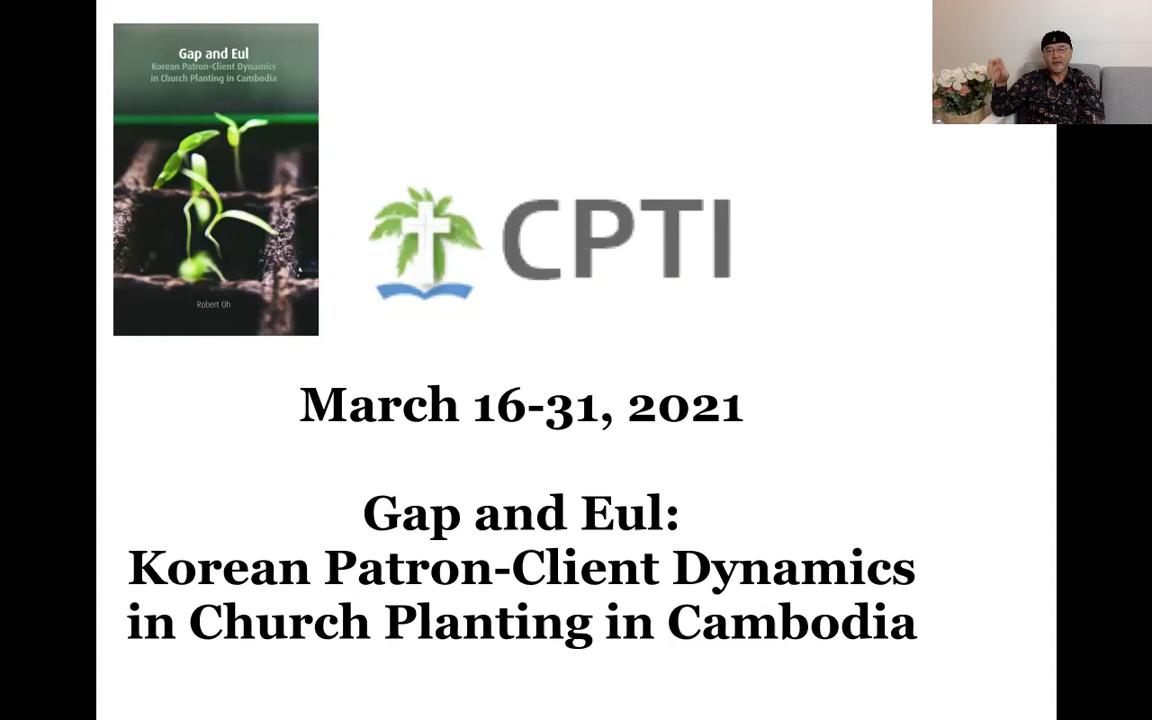 Gap and Eul
Korean Patron-Client Dynamics
in Church Planting in Cambodia
Robert Oh
CPTI
March 16-31, 2021
Gap and Eul:
Korean Patron-Client Dynamics
in Church Planting in Cambodia